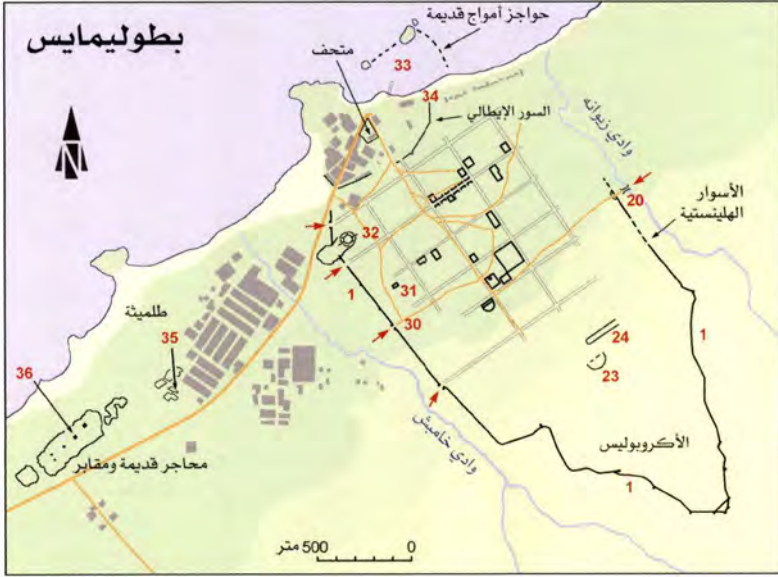 بطوليمايس
حواجز أمواج قديمة
متحف
33
34
السور الإيطالي
وادي زيوانه
20
الأسوار
الهلينستية
32
1
31
30
24
23
1
طلميثة
35
36
محاجر قديمة ومقابر
وادي خامبش
الأكروبوليس
1
500 متر
0
N